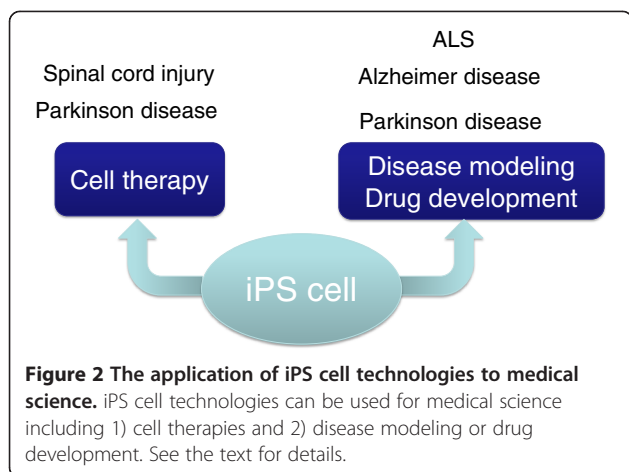 ALS
Spinal cord injury
Alzheimer disease
Parkinson disease
Parkinson disease
Cell therapy
Disease modeling
Drug development
iPS cell
Figure 2 The application of iPS cell technologies to medical
science. iPS cell technologies can be used for medical science
including 1) cell therapies and 2) disease modeling or drug
development. See the text for details.